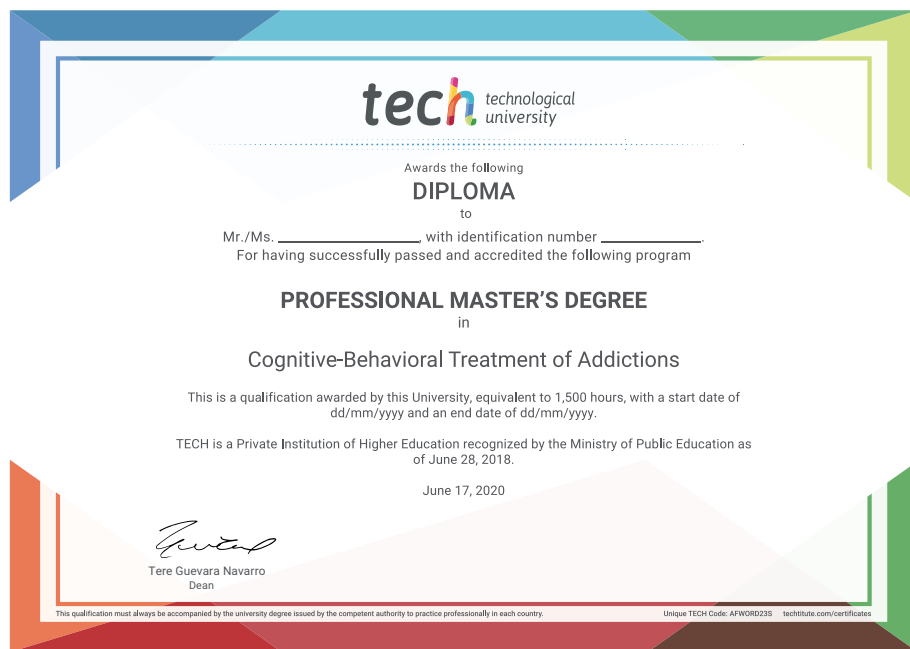 tech technological
university
Awards the following
DIPLOMA
to
Mr./Ms. ____________________, with identification number ______________.
For having successfully passed and accredited the following program
PROFESSIONAL MASTER’S DEGREE
in
Cognitive-Behavioral Treatment of Addictions
This is a qualification awarded by this University, equivalent to 1,500 hours, with a start date of
dd/mm/yyyy and an end date of dd/mm/yyyy.
TECH is a Private Institution of Higher Education recognized by the Ministry of Public Education as
of June 28, 2018.
June 17, 2020
Tere Guevara Navarro
Dean
This qualification must always be accompanied by the university degree issued by the competent authority to practice professionally in each country. Unique TECH Code: AFWORD23S techtitute.com/certificates